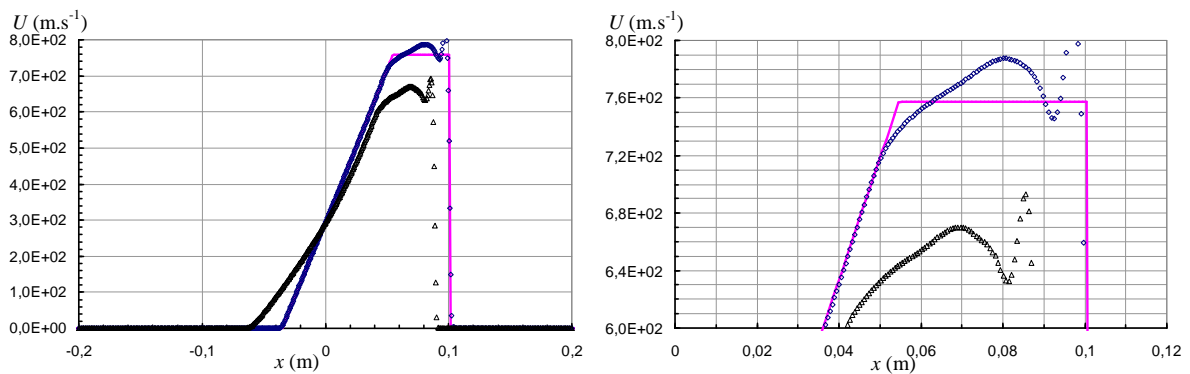 U (m.s⁻¹)
8,0E+02
7,0E+02
6,0E+02
5,0E+02
4,0E+02
3,0E+02
2,0E+02
1,0E+02
0,0E+00
-0,2 -0,1 0 0,1 0,2
x (m)
U (m.s⁻¹)
8,0E+02
7,6E+02
7,2E+02
6,8E+02
6,4E+02
6,0E+02
0 0,02 0,04 0,06 0,08 0,1 0,12
x (m)